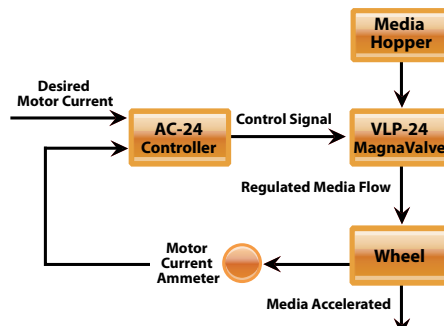 Media
Hopper
Desired
Motor Current
AC-24
Controller
Control Signal
VLP-24
MagnaValve
Regulated Media Flow
Motor
Current
Ammeter
Wheel
Media Accelerated